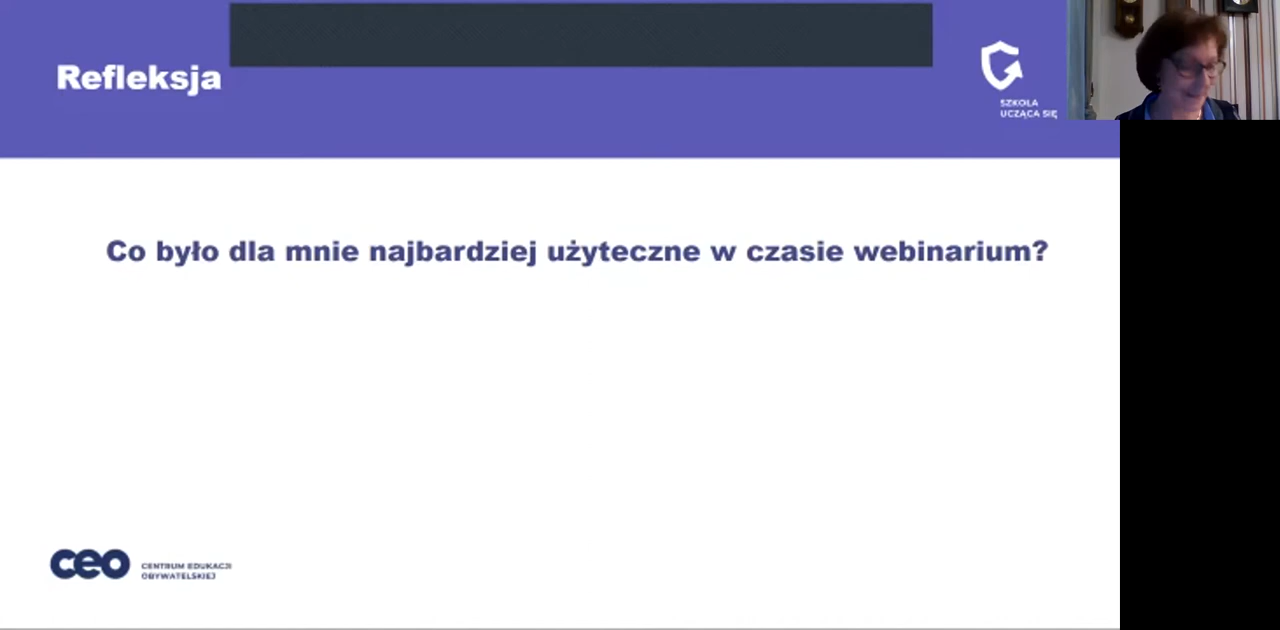 Refleksja
SZKOŁA
UCZĄCA SIĘ
Co było dla mnie najbardziej użyteczne w czasie webinarium?
ceo
CENTRUM EDUKACJI
OBYWATELSKIEJ